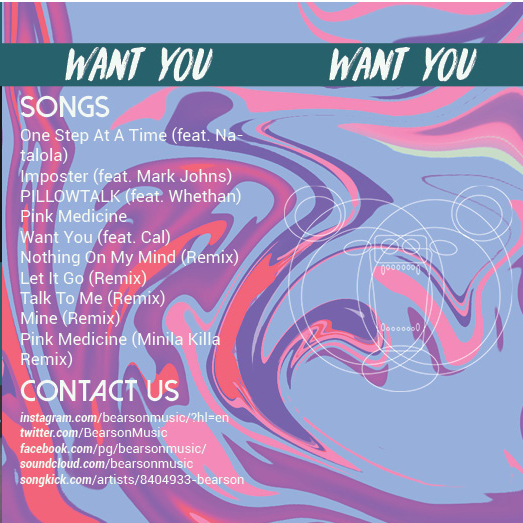 WANT YOU WANT YOU
SONGS
One Step At A Time (feat. Na-
talola)
Imposter (feat. Mark Johns)
PILLOWTALK (feat. Whethan)
Pink Medicine
Want You (feat. Cal)
Nothing On My Mind (Remix)
Let It Go (Remix)
Talk To Me (Remix)
Mine (Remix)
Pink Medicine (Minila Killa
Remix)
CONTACT US
instagram.com/bearsonmusic/?hl=en
twitter.com/BearsonMusic
facebook.com/pg/bearsonmusic/
soundcloud.com/bearsonmusic
songkick.com/artists/8404933-bearson